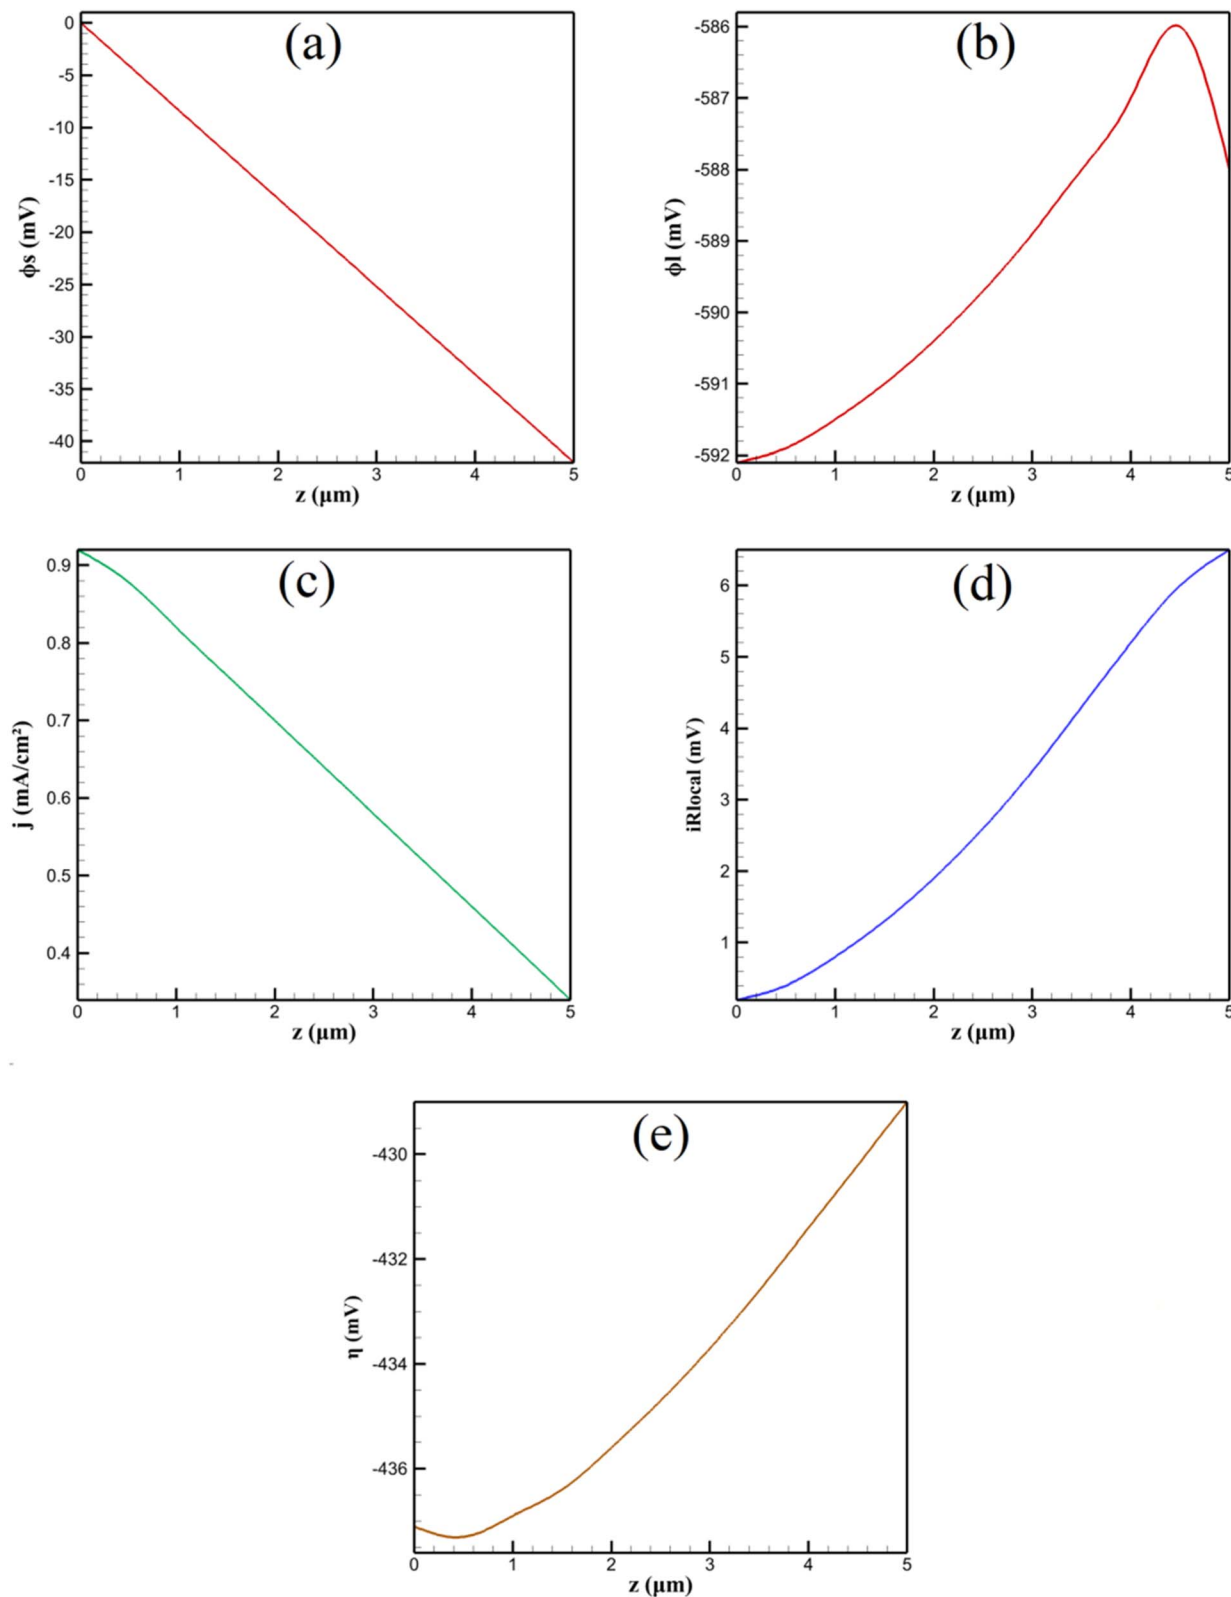 (a)
0
-5
-10
-15
-20
-25
-30
-35
-40
ϕs (mV)
0 1 2 3 4 5
z (μm)
(b)
-586
-587
-588
-589
-590
-591
-592
ϕl (mV)
0 1 2 3 4 5
z (μm)
(c)
0.9
0.8
0.7
0.6
0.5
0.4
j (mA/cm²)
0 1 2 3 4 5
z (μm)
(d)
6
5
4
3
2
1
iRlocal (mV)
0 1 2 3 4 5
z (μm)
(e)
-430
-432
-434
-436
η (mV)
0 1 2 3 4 5
z (μm)